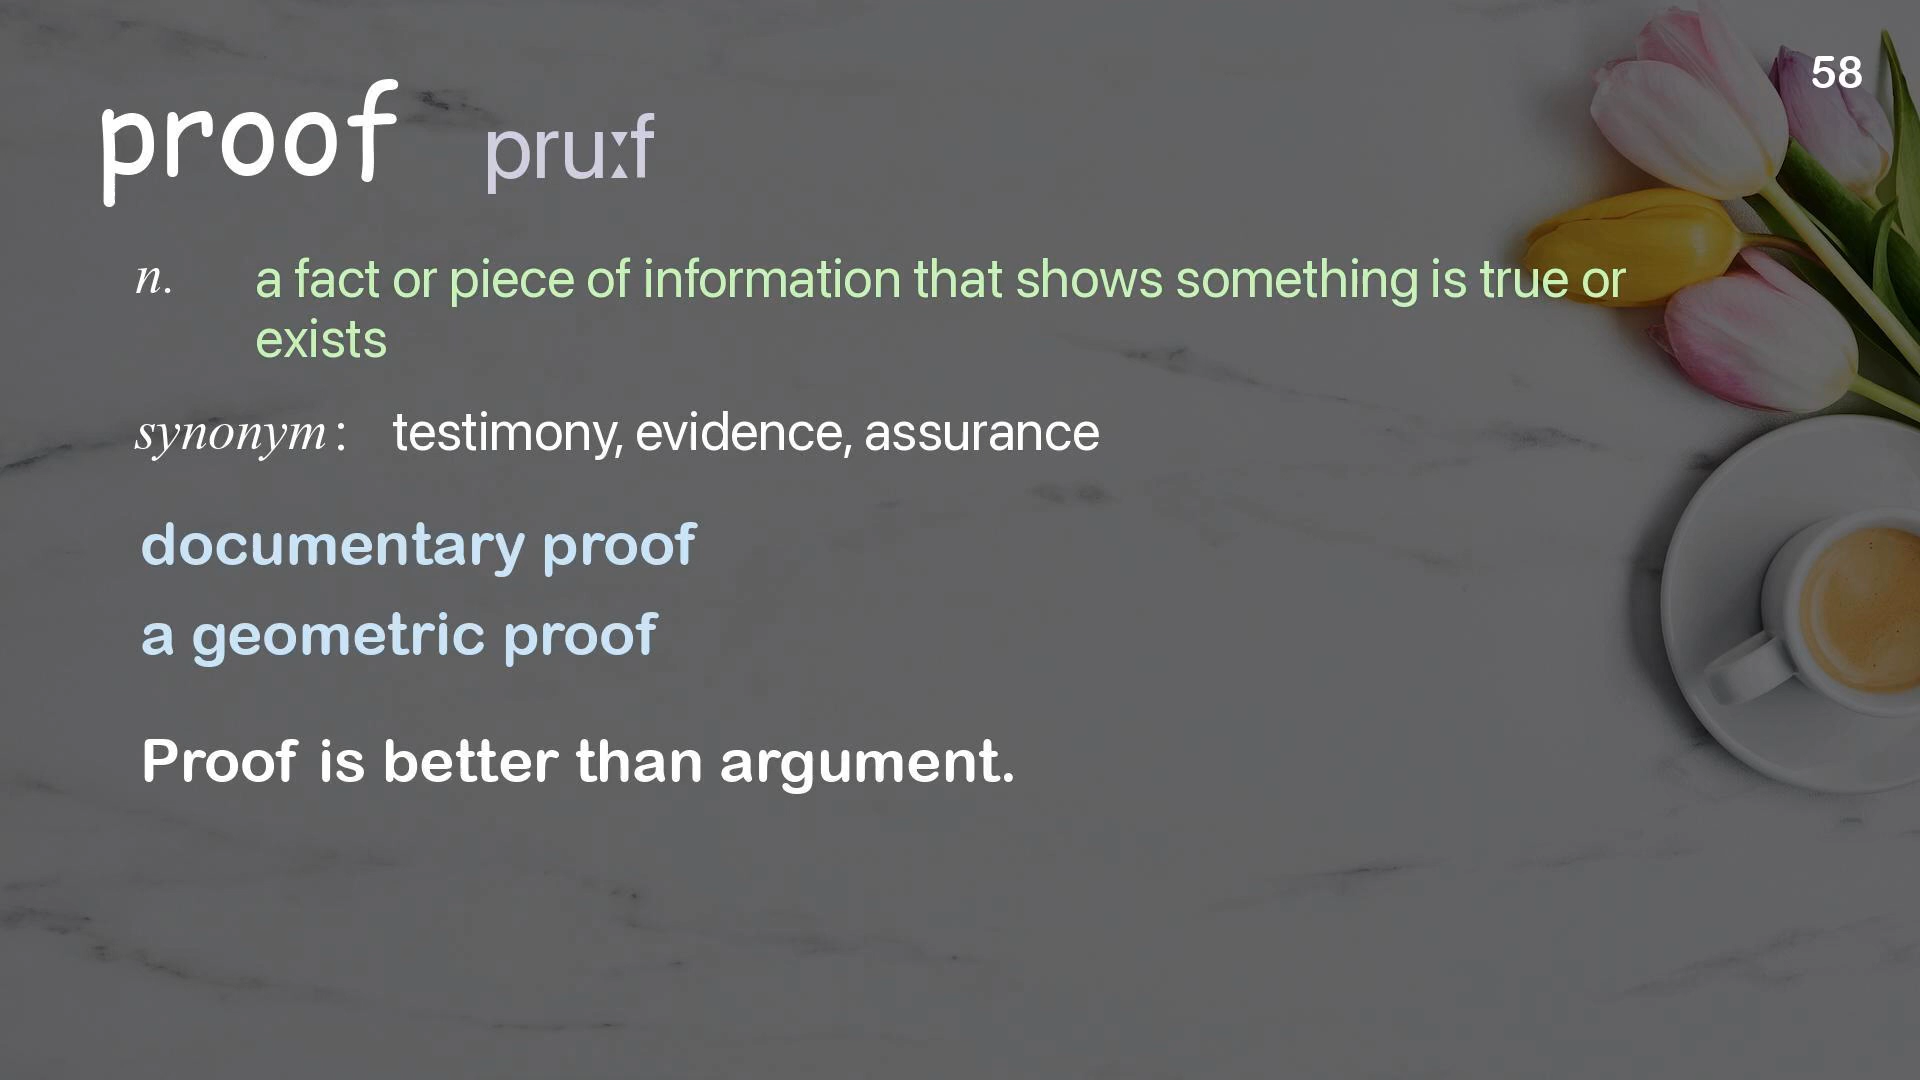 58
proof pruːf
n. a fact or piece of information that shows something is true or
exists
synonym: testimony, evidence, assurance
documentary proof
a geometric proof
Proof is better than argument.